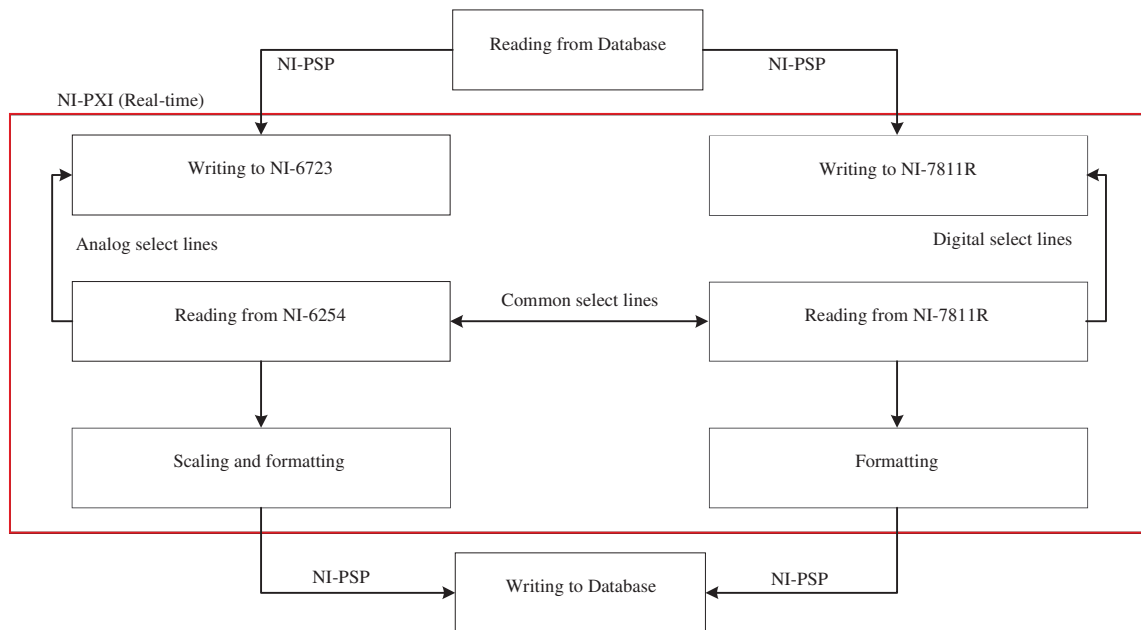 Reading from Database
NI-PSP
NI-PSP
NI-PXI (Real-time)
Writing to NI-6723
Writing to NI-7811R
Analog select lines
Digital select lines
Common select lines
Reading from NI-6254
Reading from NI-7811R
Scaling and formatting
Formatting
NI-PSP
Writing to Database
NI-PSP